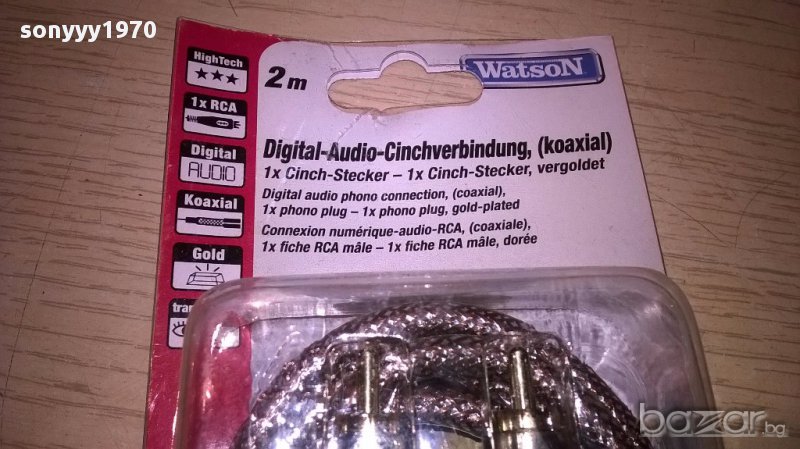 sonyyy1970
HighTech
1x RCA
Digital
AUDIO
Koaxial
Gold
2 m
WatsoN
Digital-Audio-Cinchverbindung, (koaxial)
1x Cinch-Stecker – 1x Cinch-Stecker, vergoldet
Digital audio phono connection, (coaxial),
1x phono plug – 1x phono plug, gold-plated
Connexion numérique-audio-RCA, (coaxiale),
1x fiche RCA mâle – 1x fiche RCA mâle, dorée
bazar.bg